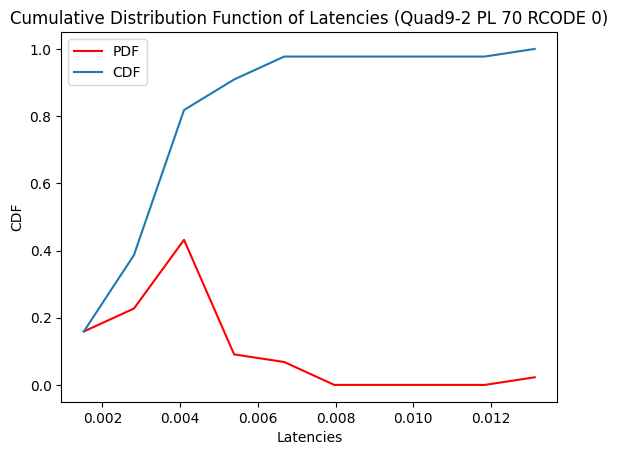 Cumulative Distribution Function of Latencies (Quad9-2 PL 70 RCODE 0)
PDF
CDF
1.0
0.8
0.6
0.4
0.2
0.0
CDF
0.002 0.004 0.006 0.008 0.010 0.012
Latencies